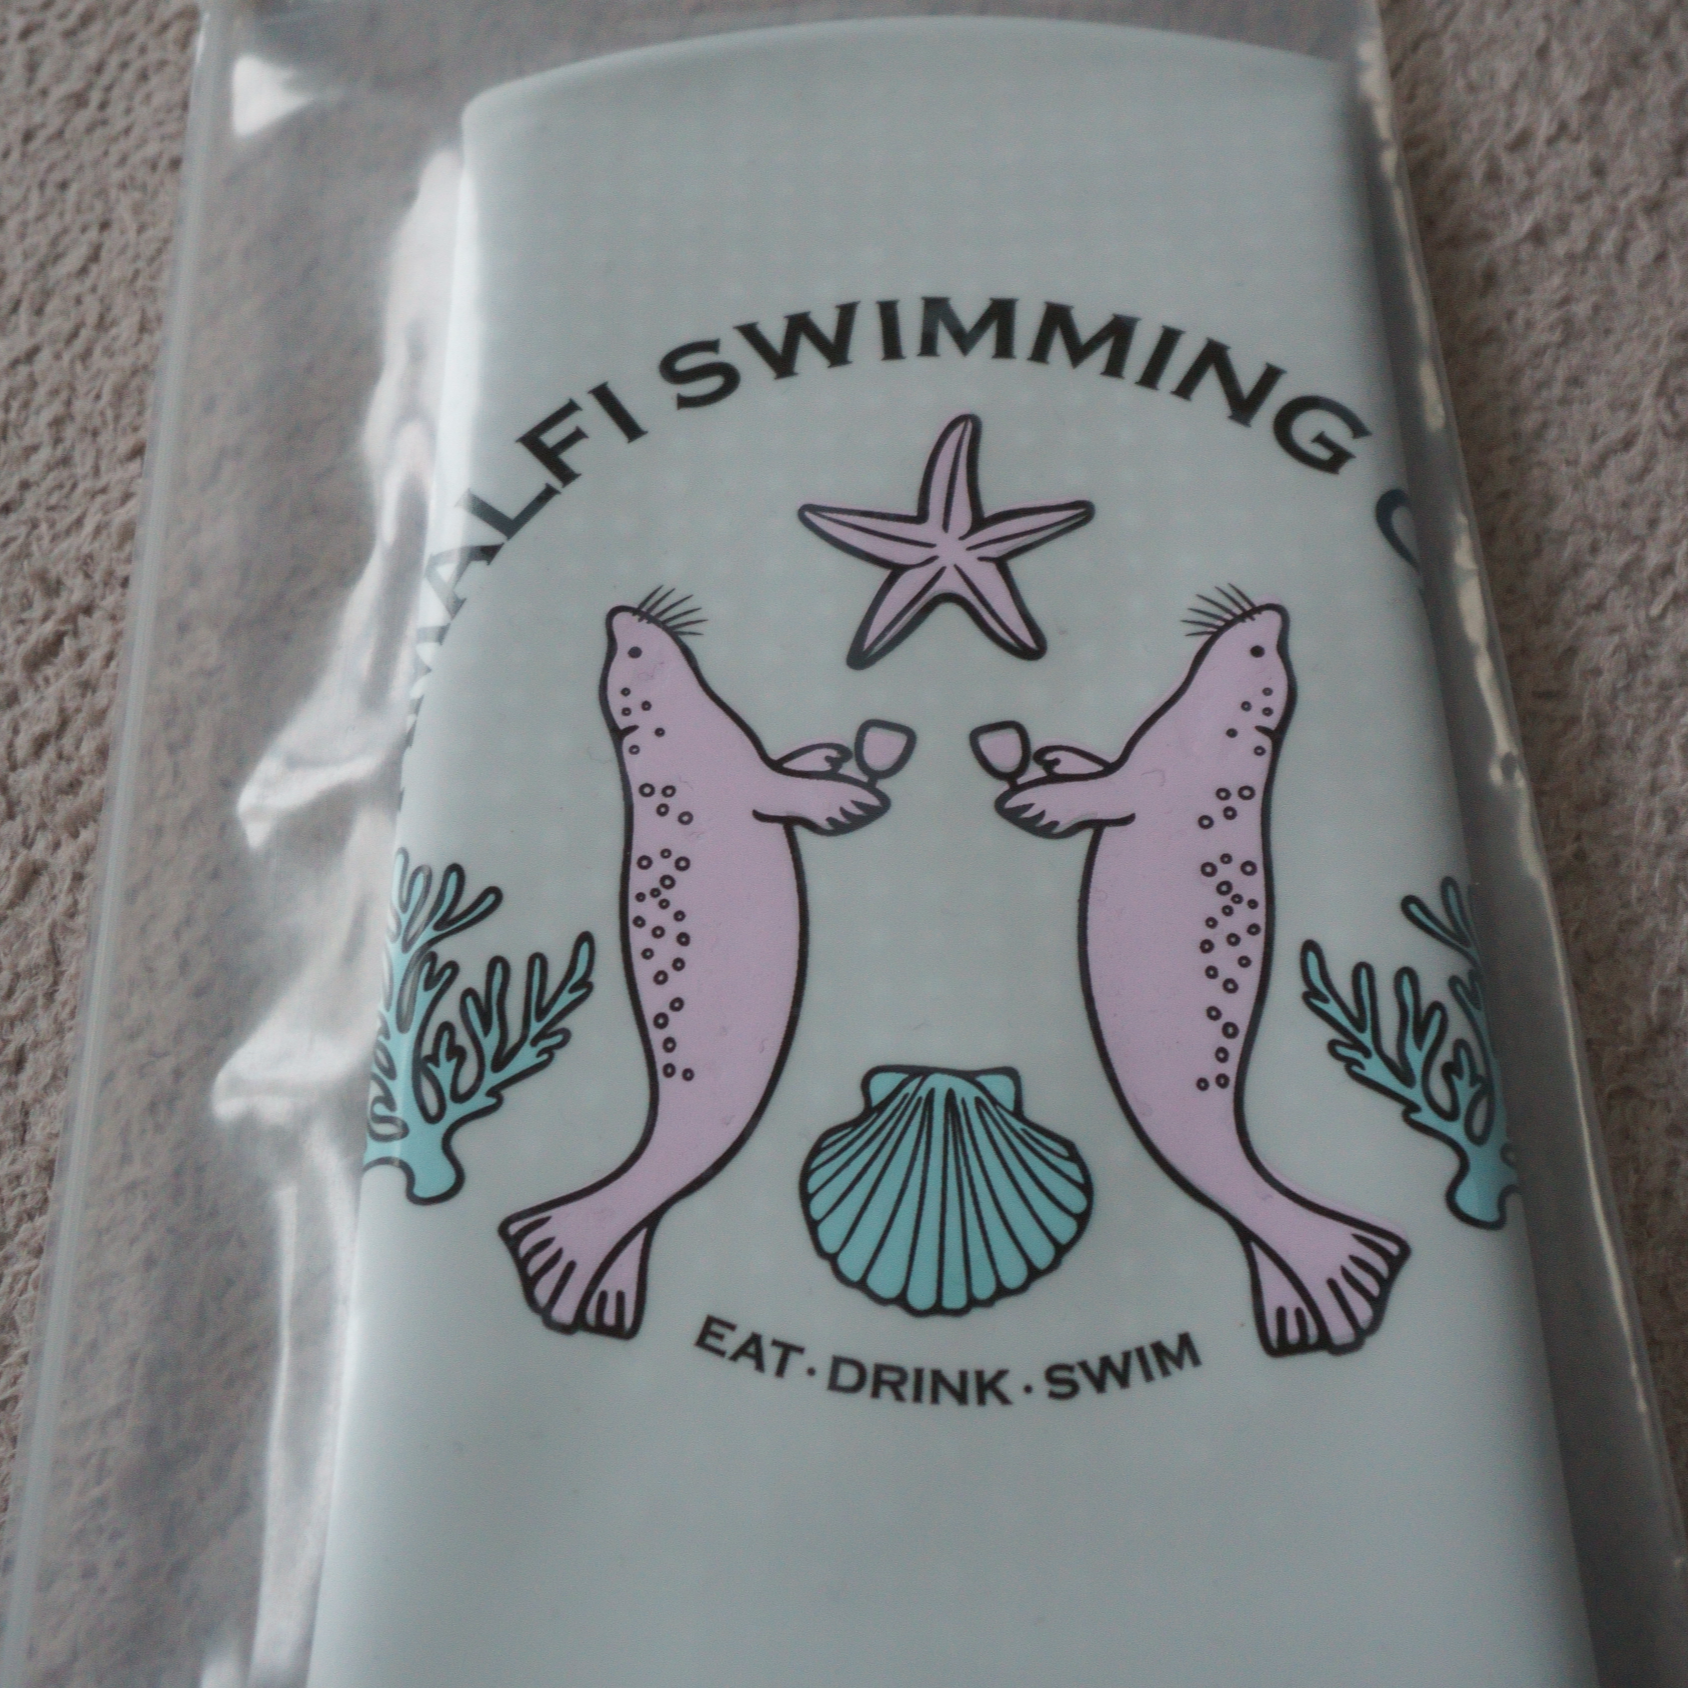 MALFI SWIMMING C
EAT · DRINK · SWIM